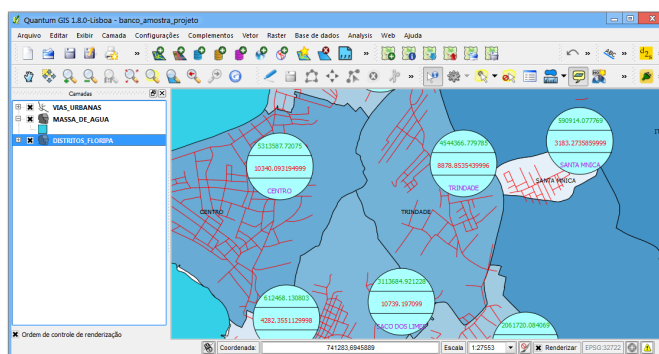 Quantum GIS 1.8.0-Lisboa - banco_amostra_projeto
Arquivo Editar Exibir Camada Configurações Complementos Vetor Raster Base de dados Analysis Web Ajuda
Camadas
VIAS_URBANAS
MASSA_DE_AGUA
DISTRITOS_FLORIPA
5313587.72075
10340.093194999
CENTRO
CENTRO
4544366.779785
8878.8535439996
TRINDADE
TRINDADE
590914.077769
3183.2735859999
SANTA MNICA
SANTA MNICA
612468.130803
4282.3551129998
3113684.921228
10739.197099
SACO DOS LIMES
2061720.084069
Ordem de controle de renderização
Coordenada: 741283,6945889 Escala 1:27553 Renderizar EPSG:32722